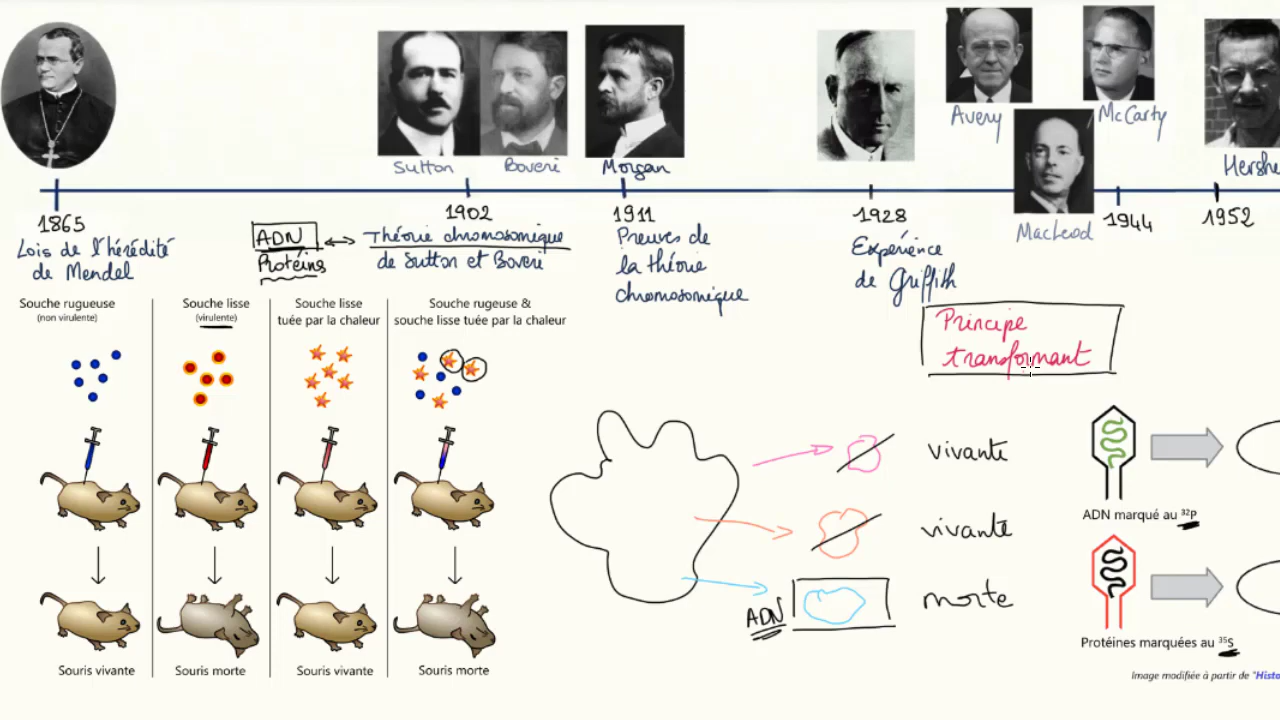 Sutton
Boveri
Morgan
Avery
McCarty
MacLeod
Hershe
1865
Lois de l'hérédité
de Mendel
ADN
Protéines
1902
Théorie chromosomique
de Sutton et Boveri
1911
Preuves de
la théorie
chromosomique
1928
Expérience
de Griffith
1944
1952
Principe
transformant
Souche rugueuse
(non virulente)
Souche lisse
(virulente)
Souche lisse
tuée par la chaleur
Souche rugeuse &
souche lisse tuée par la chaleur
Souris vivante
Souris morte
Souris vivante
Souris morte
vivante
vivante
ADN
morte
ADN marqué au ³²P
Protéines marquées au ³⁵S
Image modifiée à partir de "Histo